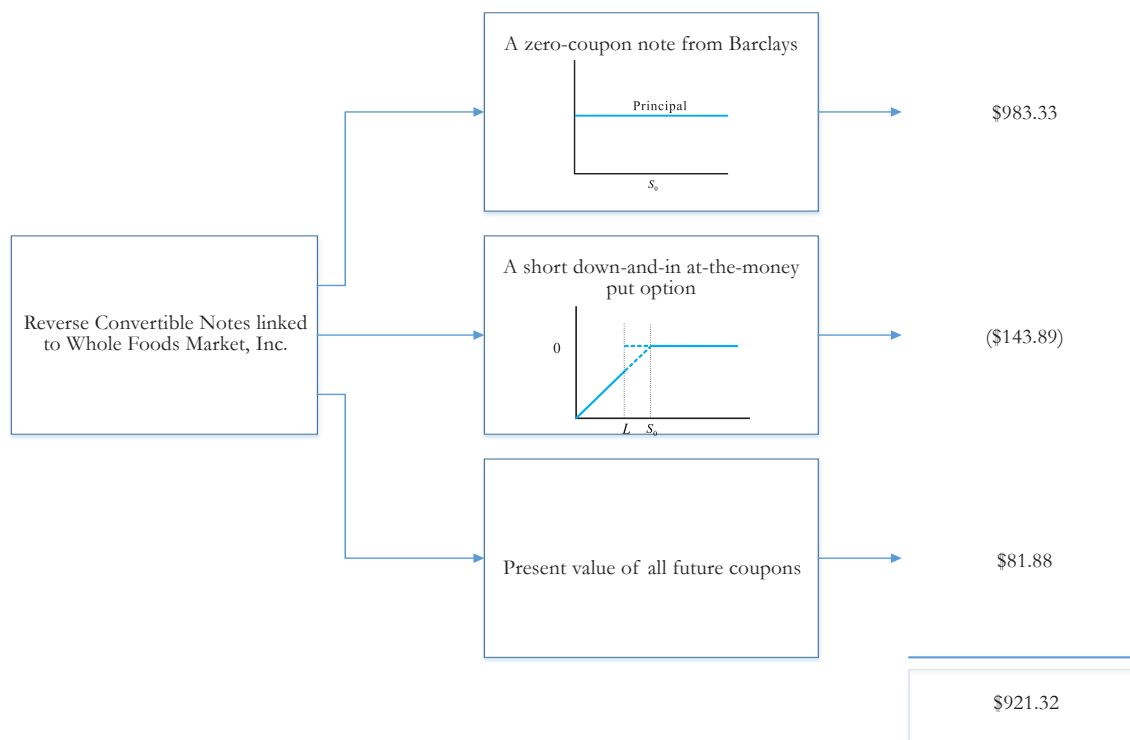 A zero-coupon note from Barclays
Principal
S₀
$983.33
Reverse Convertible Notes linked
to Whole Foods Market, Inc.
A short down-and-in at-the-money
put option
0
L S₀
($143.89)
Present value of all future coupons
$81.88
$921.32